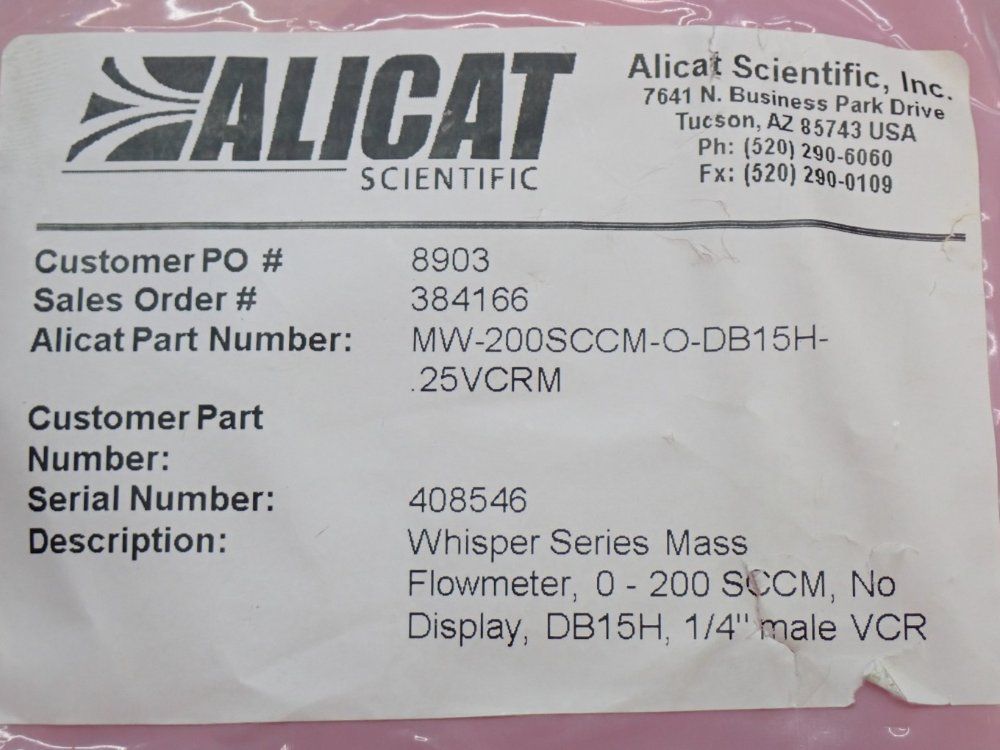 ALICAT
SCIENTIFIC
Alicat Scientific, Inc.
7641 N. Business Park Drive
Tucson, AZ 85743 USA
Ph: (520) 290-6060
Fx: (520) 290-0109
Customer PO # 8903
Sales Order # 384166
Alicat Part Number: MW-200SCCM-O-DB15H-
.25VCRM
Customer Part
Number:
Serial Number: 408546
Description: Whisper Series Mass
Flowmeter, 0 - 200 SCCM, No
Display, DB15H, 1/4" male VCR